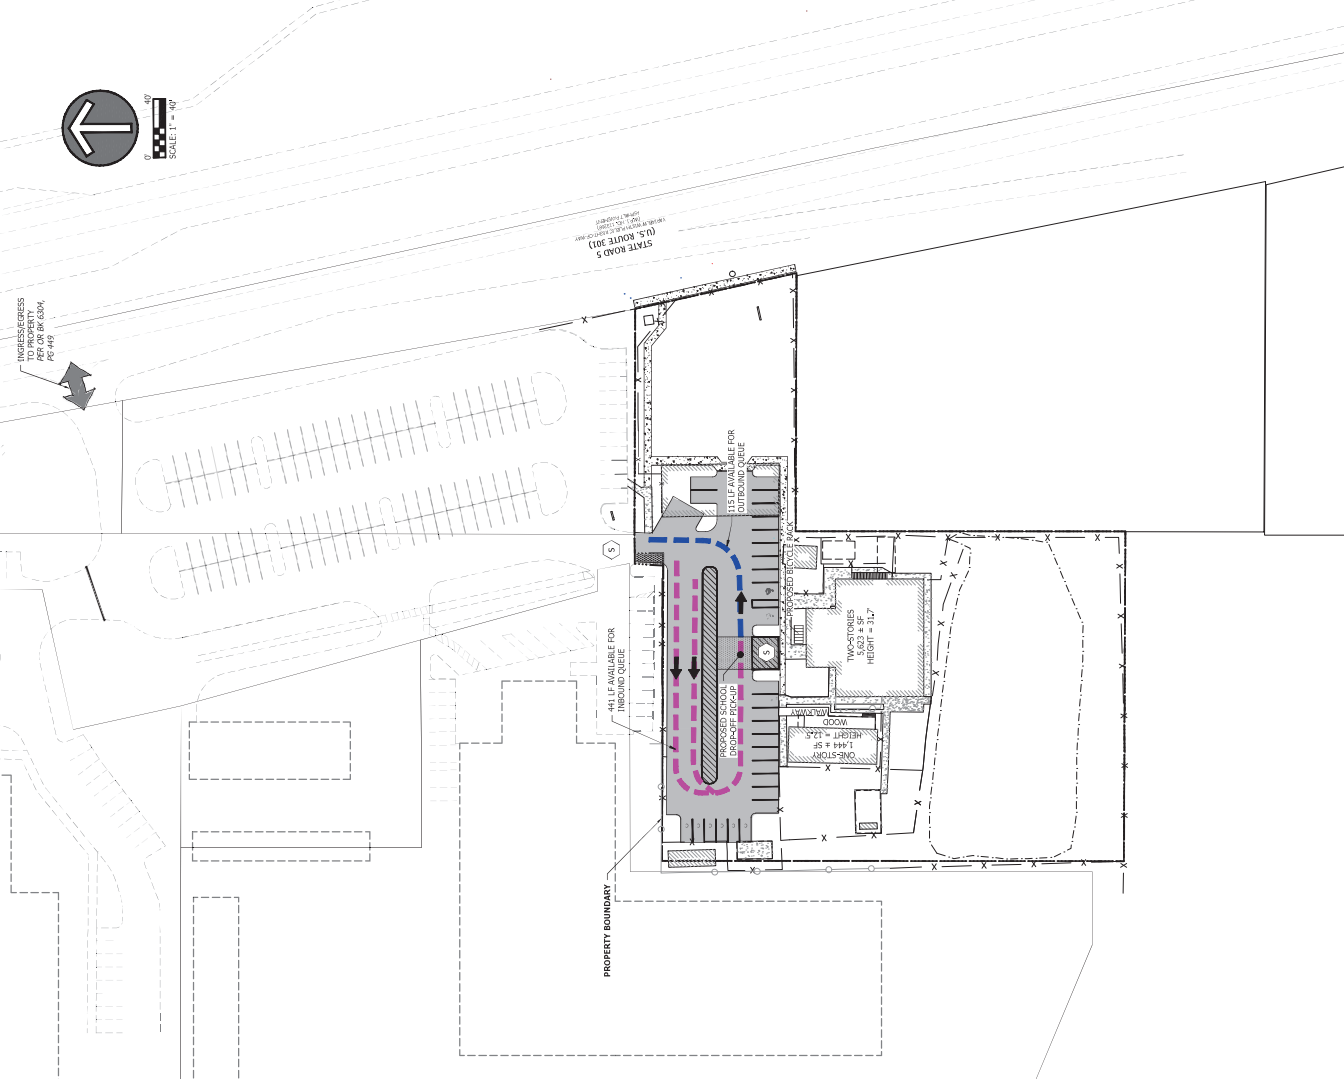 0'
40'
SCALE: 1" = 40'
INGRESS/EGRESS
TO PROPERTY
PER OR BK 6304,
PG 449
STATE ROAD 5
(U.S. ROUTE 301)
ASPHALT PAVEMENT
115 LF AVAILABLE FOR
OUTBOUND QUEUE
S
PROPOSED BICYCLE RACK
441 LF AVAILABLE FOR
INBOUND QUEUE
PROPOSED SCHOOL
DROP-OFF PICK-UP
S
TWO-STORIES
5,623 ± SF
HEIGHT = 31.7'
WOOD
WALKWAY
ONE-STORY
1,444 ± SF
HEIGHT = 12.5'
PROPERTY BOUNDARY